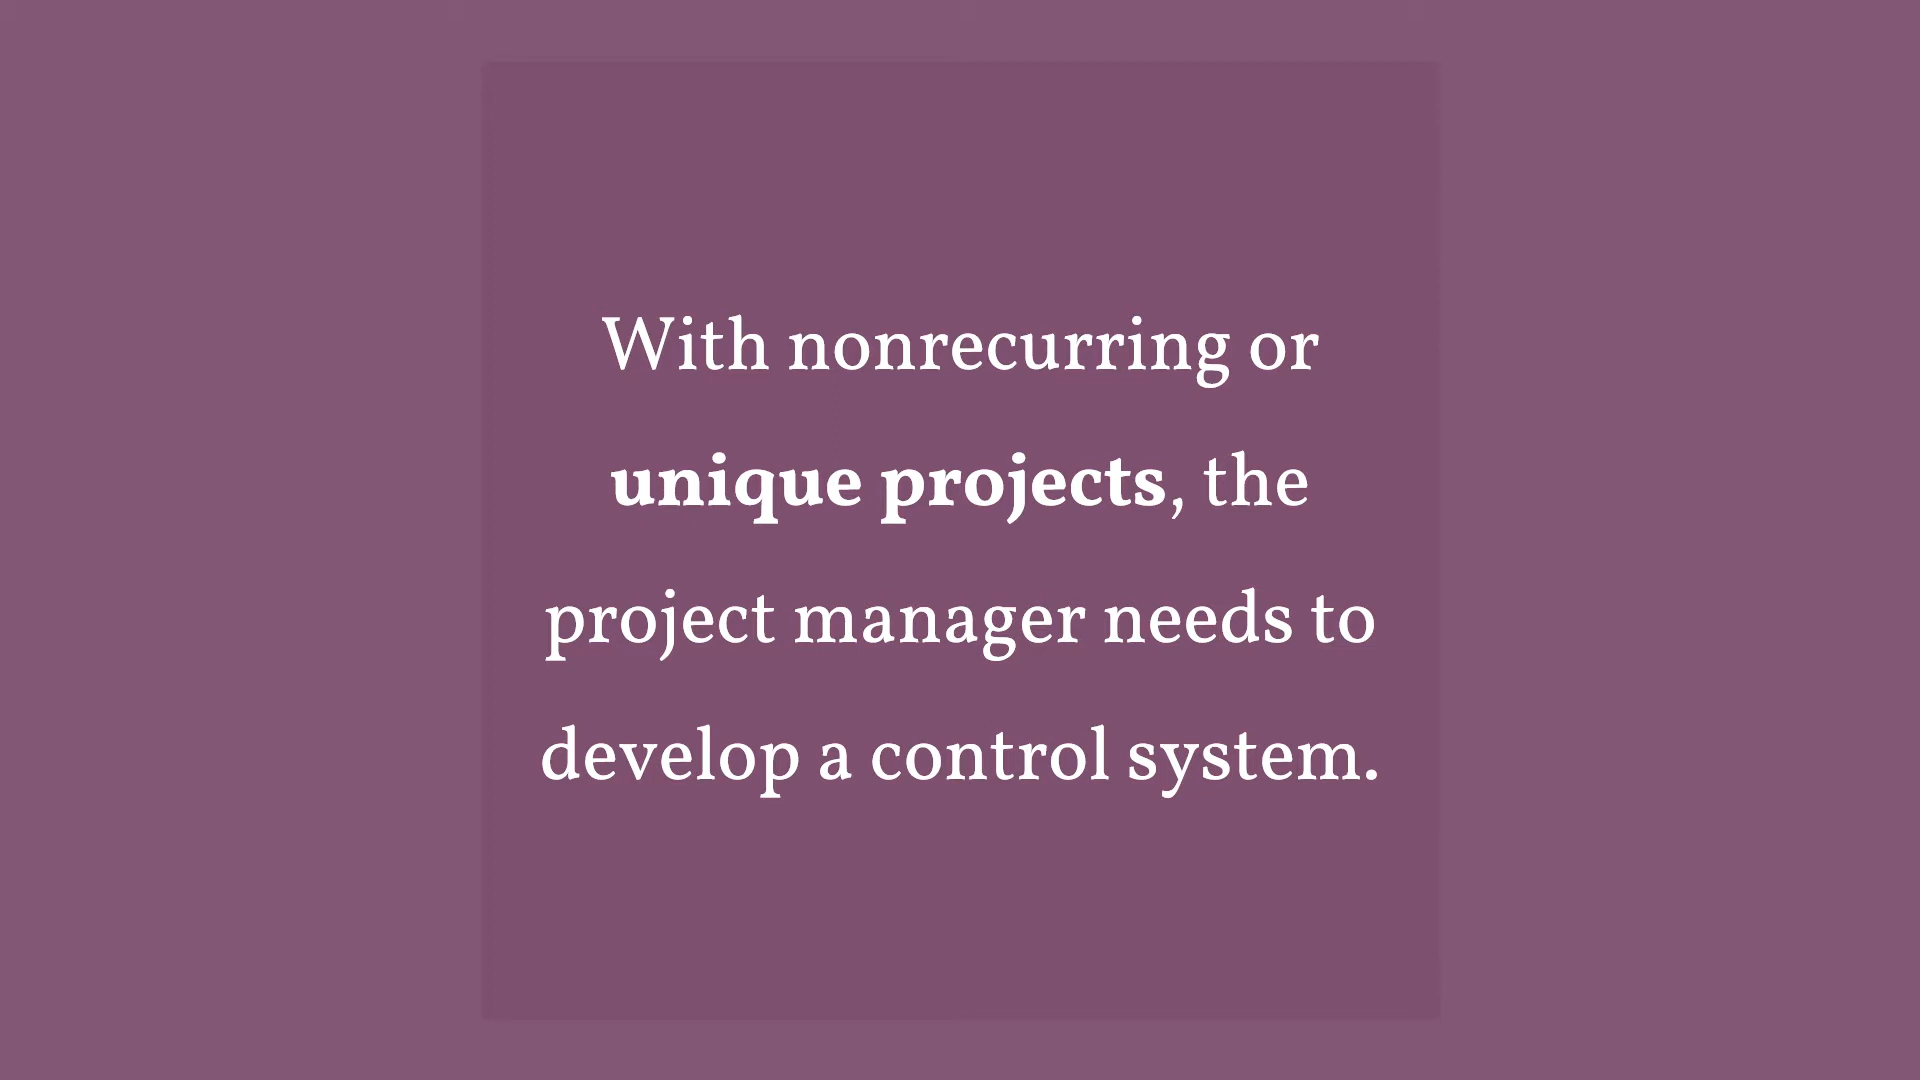 With nonrecurring or
unique projects, the
project manager needs to
develop a control system.